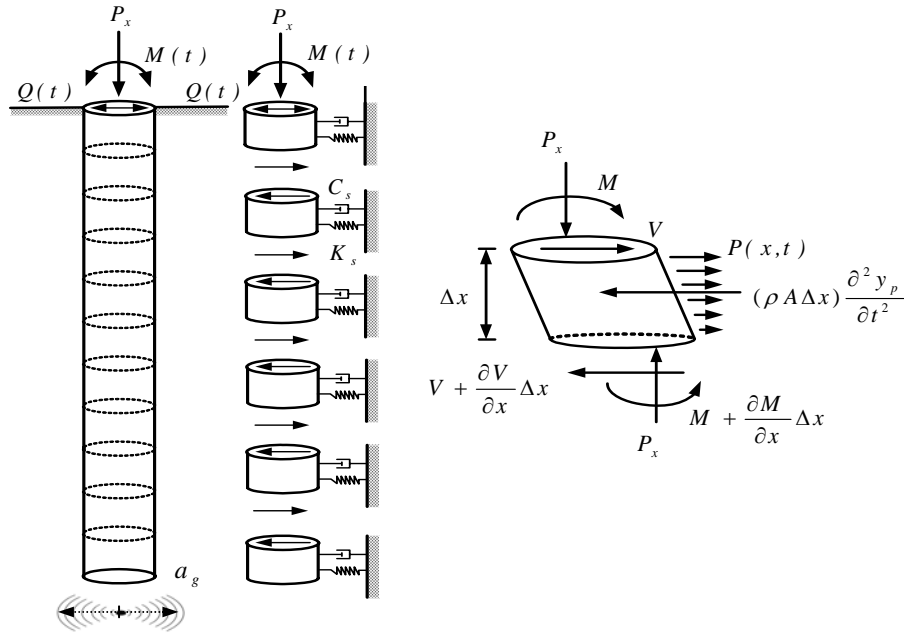 P_x
M(t)
Q(t)
Q(t)
a_g
P_x
M(t)
C_s
K_s
P_x
M
V
P(x,t)
Δx
(ρAΔx) ∂²y_p/∂t²
V + ∂V/∂x Δx
M + ∂M/∂x Δx
P_x